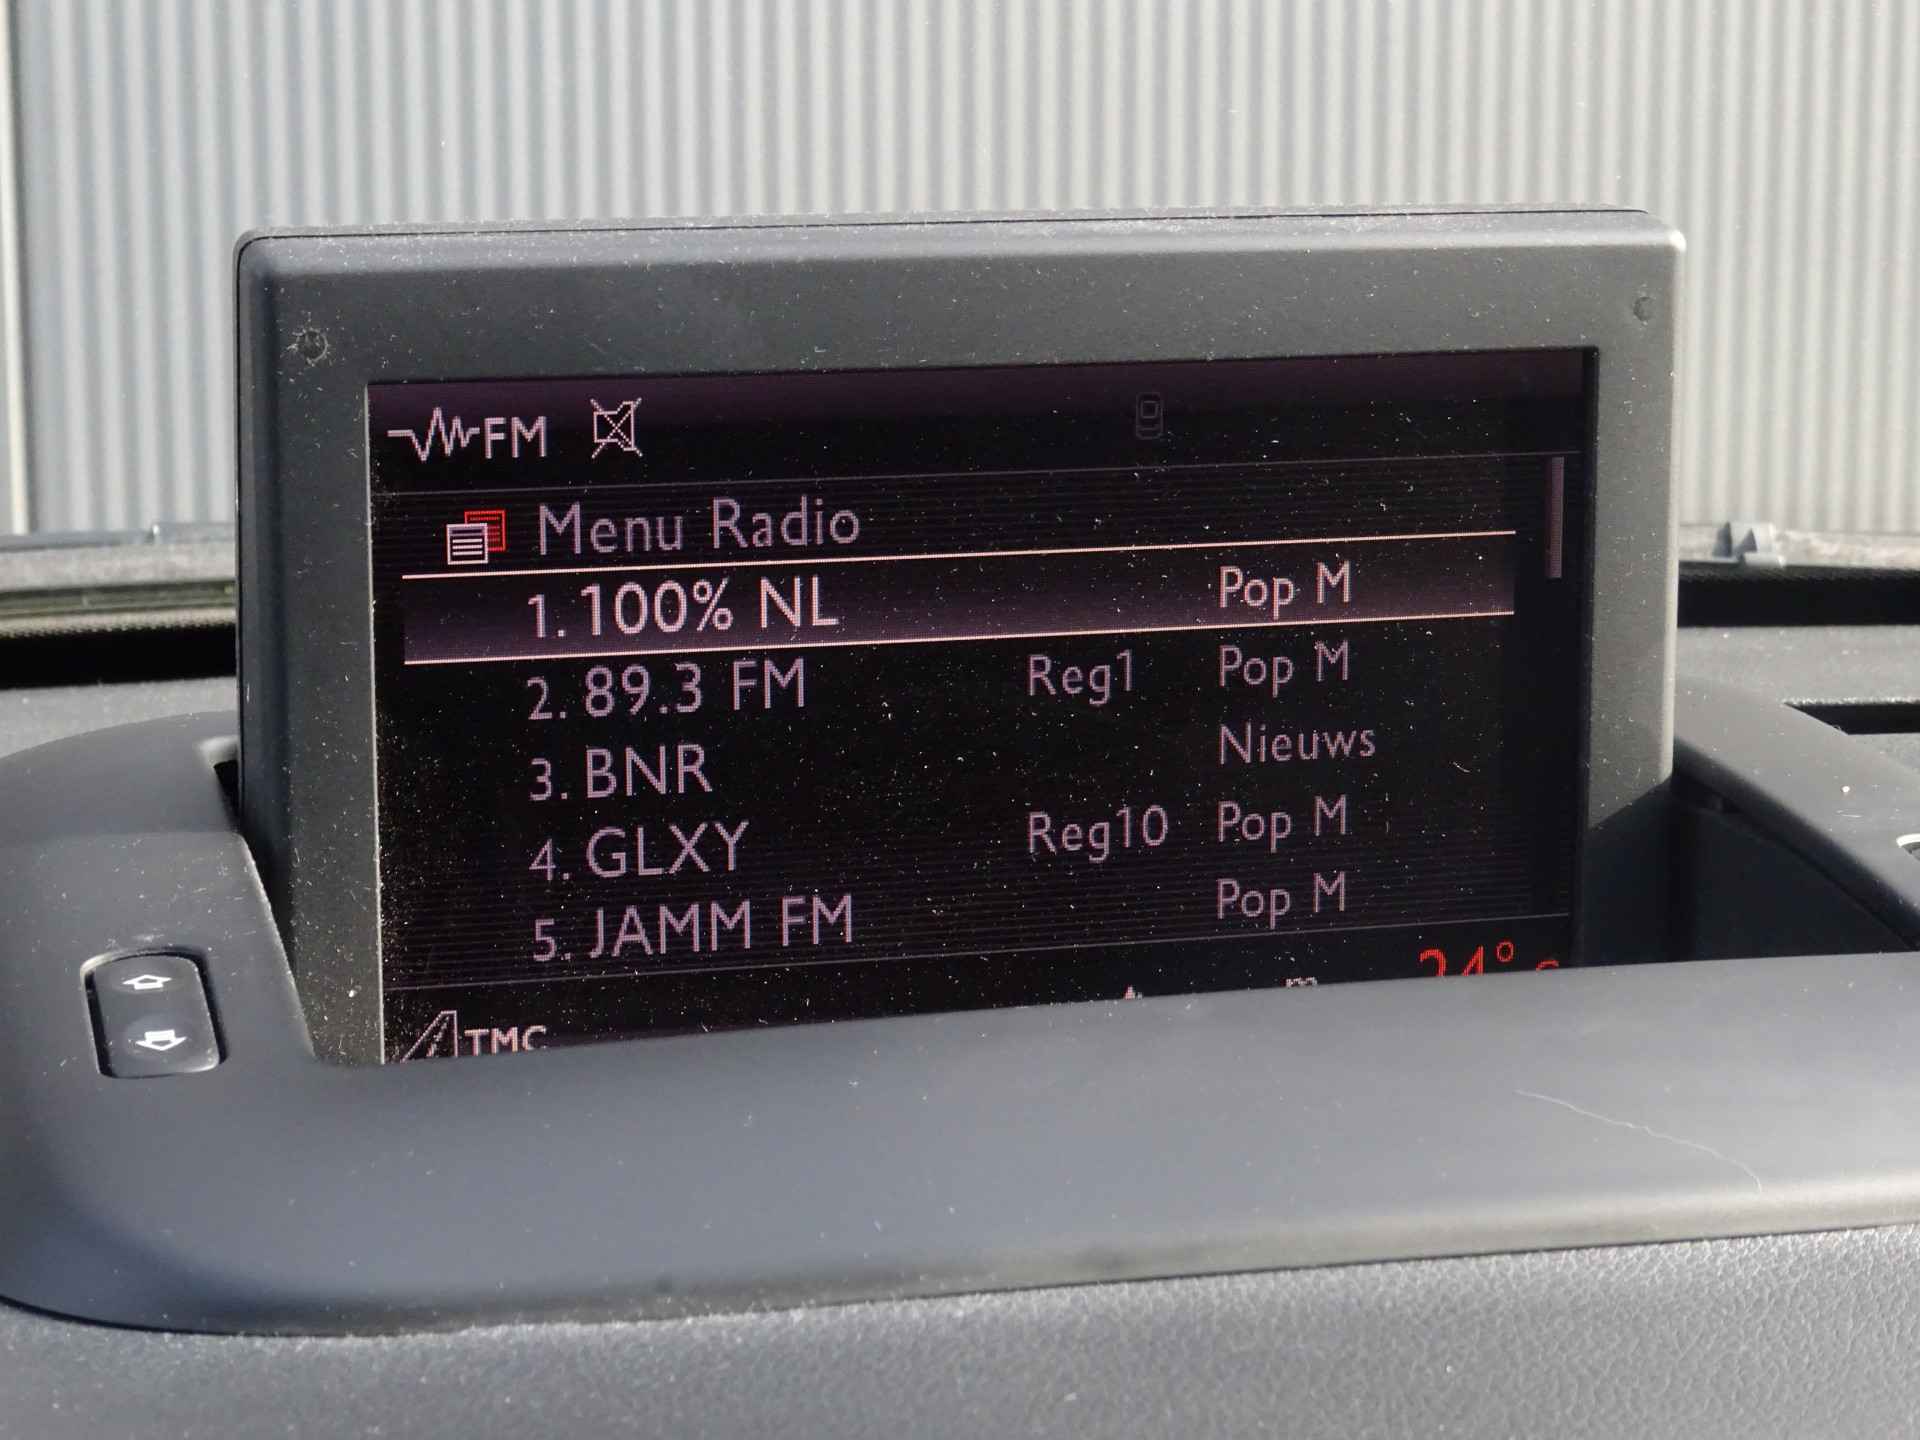 FM
Menu Radio
1. 100% NL Pop M
2. 89.3 FM Reg1 Pop M
3. BNR Nieuws
4. GLXY Reg10 Pop M
5. JAMM FM Pop M
TMC